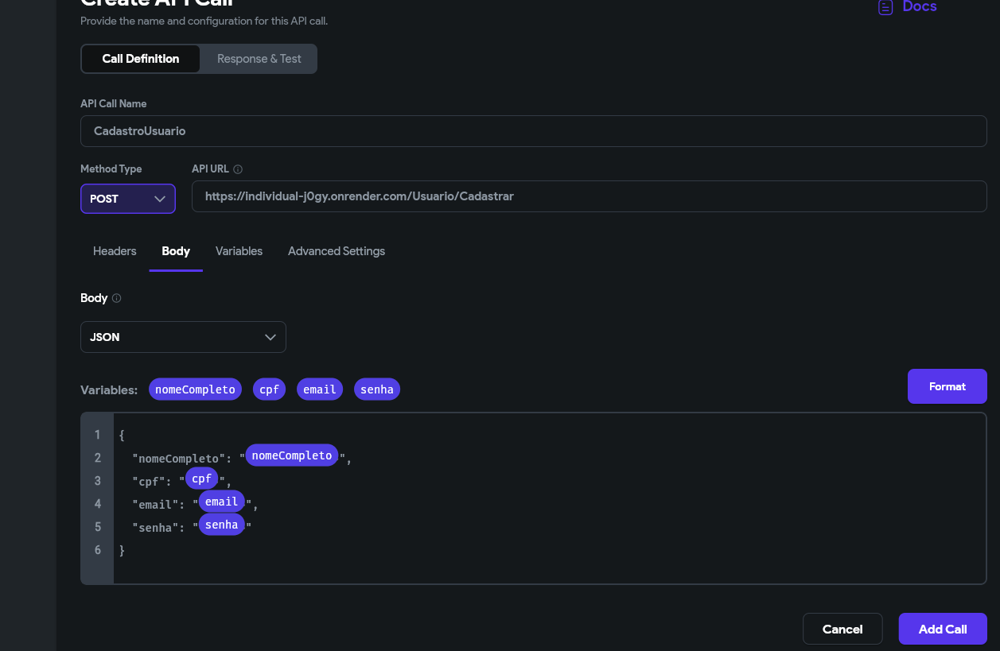 Create API Call
Docs
Provide the name and configuration for this API call.
Call Definition Response & Test
API Call Name
CadastroUsuario
Method Type API URL
POST https://individual-j0gy.onrender.com/Usuario/Cadastrar
Headers Body Variables Advanced Settings
Body
JSON
Variables: nomeCompleto cpf email senha Format
1 {
2 "nomeCompleto": "nomeCompleto",
3 "cpf": "cpf",
4 "email": "email",
5 "senha": "senha"
6 }
Cancel Add Call